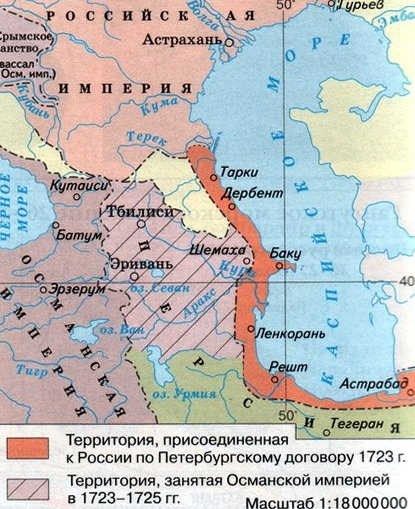 50
Гурьев
РОССИЙСКАЯ
Волга
Эмба
Астрахань
Крымское
ханство
(вассал
Осм. имп.)
ИМПЕРИЯ
Кубань
Кума
Терек
ЧЕРНОЕ
МОРЕ
КАСПИЙСКОЕ МОРЕ
Тарки
Дербент
Кутаиси
Тбилиси
Батум
Шемаха
Баку
Кура
Эривань
оз. Севан
40
Эрзерум
Аракс
ОСМАНСКАЯ
ИМПЕРИЯ
оз. Ван
Ленкорань
Тигр
оз. Урмия
Решт
Астрабад
ПЕРСИЯ
50
Тегеран
Территория, присоединенная
к России по Петербургскому договору 1723 г.
Территория, занятая Османской империей
в 1723–1725 гг.
Масштаб 1:18 000 000